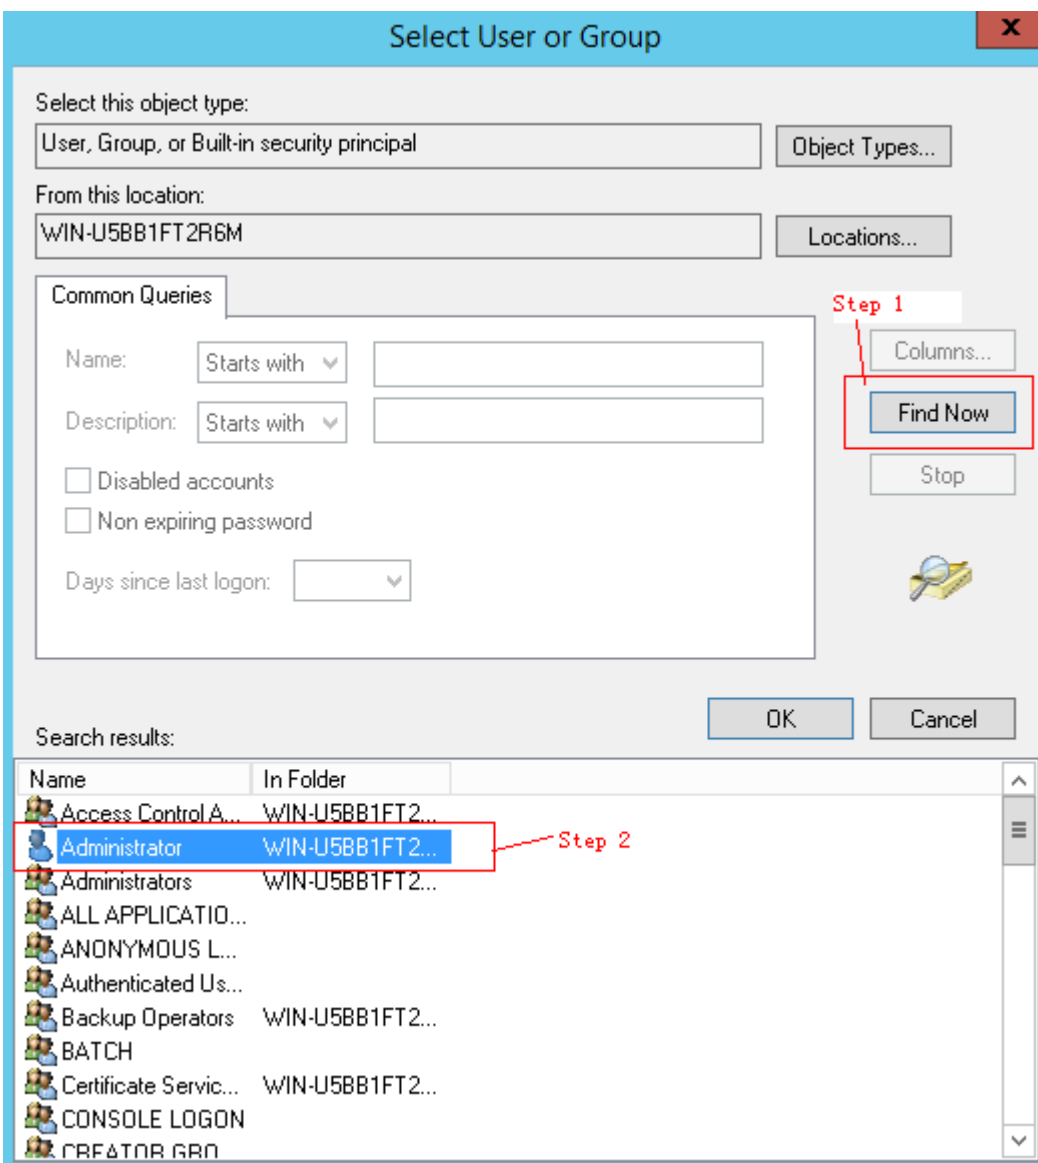 Select User or Group
x
Select this object type:
User, Group, or Built-in security principal
Object Types...
From this location:
WIN-U5BB1FT2R6M
Locations...
Common Queries
Step 1
Name:
Starts with
Columns...
Description:
Starts with
Find Now
Disabled accounts
Stop
Non expiring password
Days since last logon:
OK
Cancel
Search results:
Name In Folder
Access Control A... WIN-U5BB1FT2...
Administrator WIN-U5BB1FT2... Step 2
Administrators WIN-U5BB1FT2...
ALL APPLICATIO...
ANONYMOUS L...
Authenticated Us...
Backup Operators WIN-U5BB1FT2...
BATCH
Certificate Servic... WIN-U5BB1FT2...
CONSOLE LOGON
CREATOR GRO